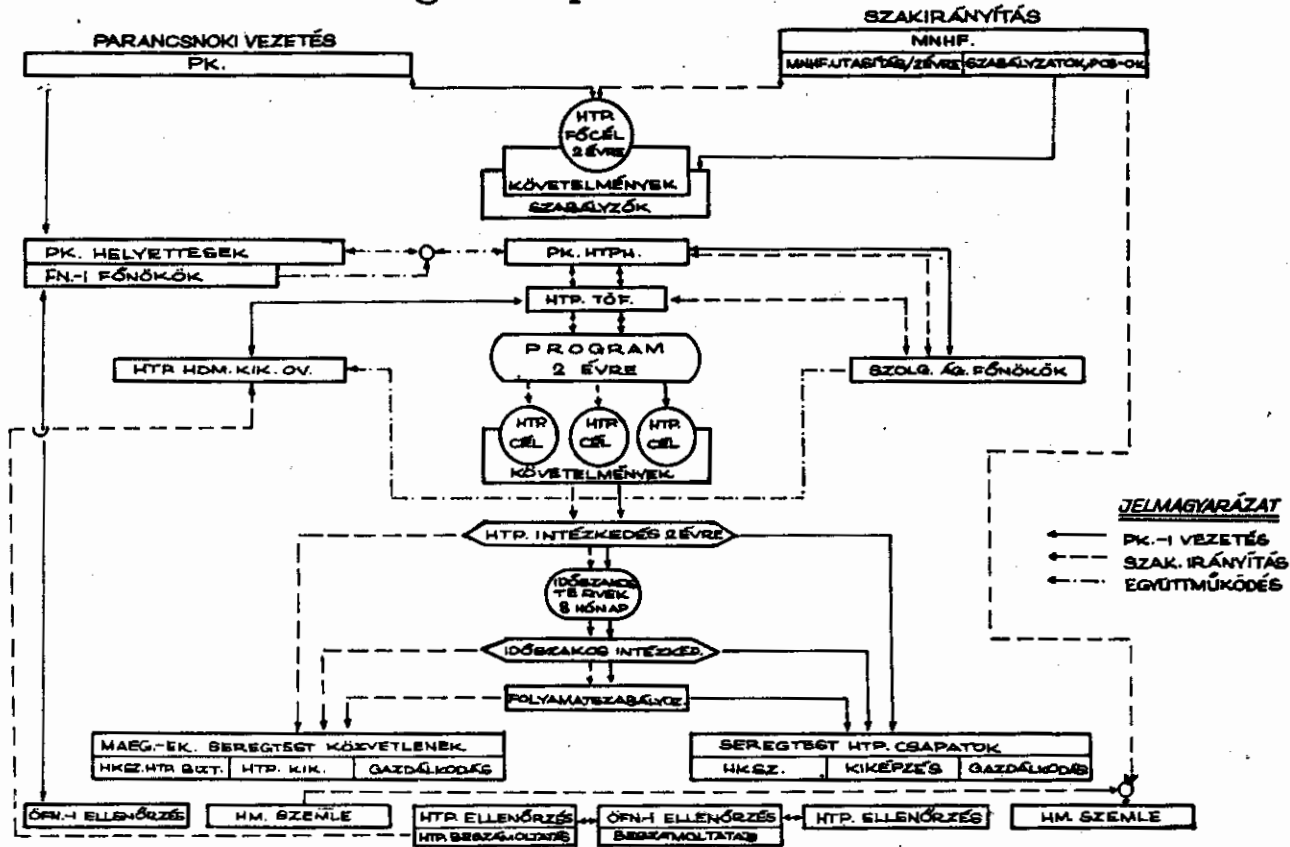 SZAKIRÁNYÍTÁS
PARANCSNOKI VEZETÉS
MNHF.
PK.
MNHF. UTASÍTÁS/2ÉVRE
SZABÁLYZATOK, POB-OK
HTP.
FŐCÉL
2 ÉVRE
KÖVETELMÉNYEK
SZABÁLYZÓK
PK. HELYETTESEK
PK. HTPH.
FN.-I FŐNÖKÖK
HTP. TÖF.
PROGRAM
2 ÉVRE
HTP. HDM. KIK. OV.
SZOLG. ÁG. FŐNÖKÖK
HTP. CÉL
HTP. CÉL
HTP. CÉL
KÖVETELMÉNYEK
JELMAGYARÁZAT
HTP. INTÉZKEDÉS 2ÉVRE
PK.-I VEZETÉS
SZAK. IRÁNYÍTÁS
EGYÜTTMŰKÖDÉS
IDŐSZAKOS
TERVEK
8 HÓNAP
IDŐSZAKOS INTÉZKED.
FOLYAMATSZABÁLYOZ.
MAEG.-EK. SEREGTEST KÖZVETLENEK
SEREGTEST HTP. CSAPATOK
HKSZ. HTP. BIZT.
HTP. KIK.
GAZDÁLKODÁS
HKSZ.
KIKÉPZÉS
GAZDÁLKODÁS
ÖFN.-I ELLENŐRZÉS
HM. SZEMLE
HTP. ELLENŐRZÉS
ÖFN-I ELLENŐRZÉS
HTP. ELLENŐRZÉS
HM. SZEMLE
HTP. BESZÁMOLTATÁS
BESZÁMOLTATÁS